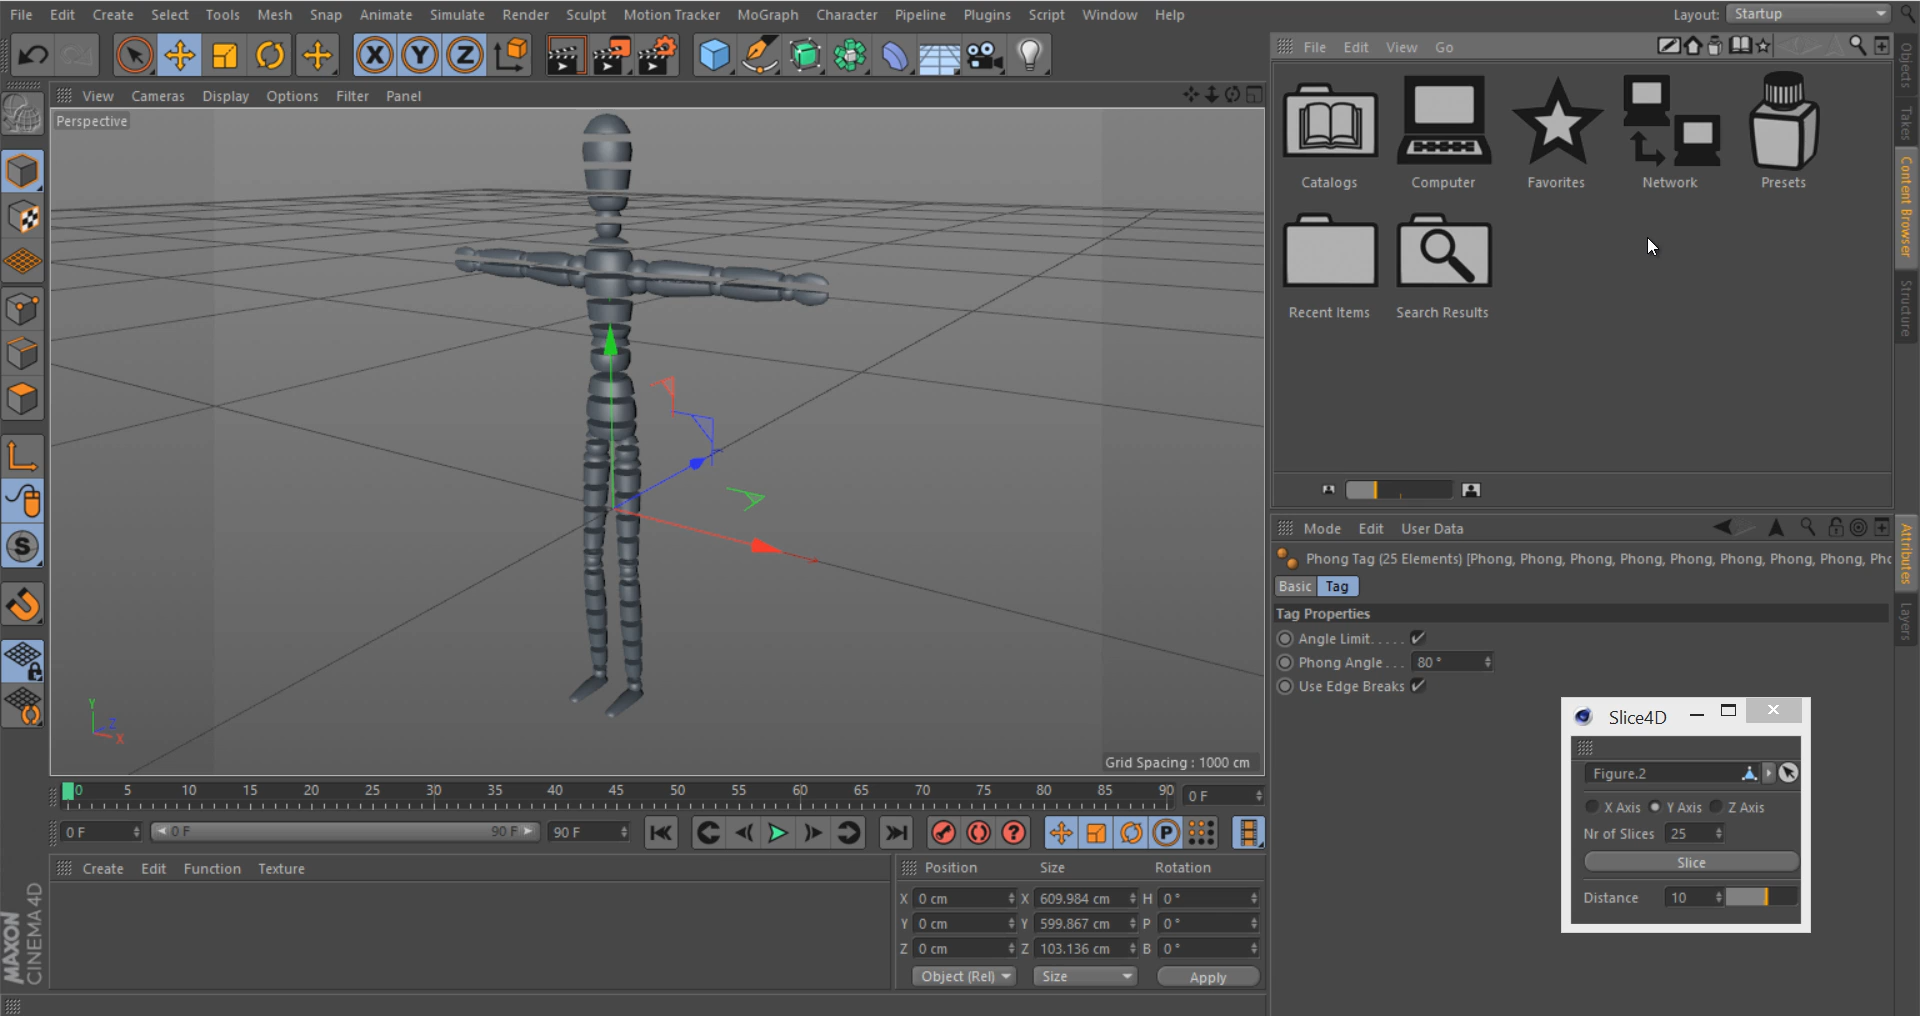 File Edit Create Select Tools Mesh Snap Animate Simulate Render Sculpt Motion Tracker MoGraph Character Pipeline Plugins Script Window Help Layout: Startup
X Y Z
File Edit View Go
View Cameras Display Options Filter Panel
Perspective
Catalogs Computer Favorites Network Presets
Recent Items Search Results
Objects
Takes
Content Browser
Structure
Mode Edit User Data
Phong Tag (25 Elements) [Phong, Phong, Phong, Phong, Phong, Phong, Phong, Phong, Pho
Basic Tag
Tag Properties
Angle Limit.....
Phong Angle... 80 °
Use Edge Breaks
Attributes
Layers
S
Y
Z
X
Grid Spacing : 1000 cm
Slice4D
Figure.2
X Axis Y Axis Z Axis
Nr of Slices 25
Slice
Distance 10
0 5 10 15 20 25 30 35 40 45 50 55 60 65 70 75 80 85 90 0 F
0 F 0 F 90 F 90 F ? P
Create Edit Function Texture
Position Size Rotation
X 0 cm X 609.984 cm H 0 °
Y 0 cm Y 599.867 cm P 0 °
Z 0 cm Z 103.136 cm B 0 °
Object (Rel) Size Apply
MAXON
CINEMA 4D